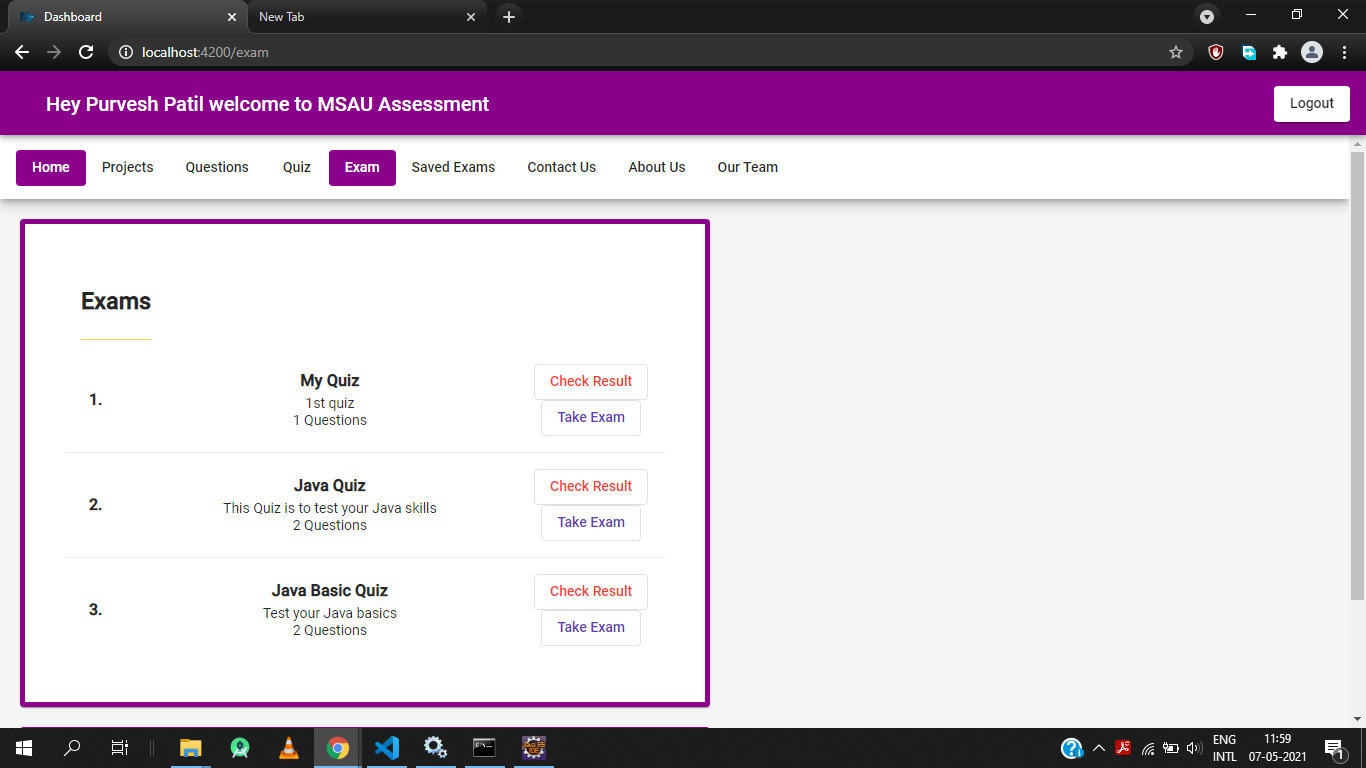 Dashboard
New Tab
localhost:4200/exam
Hey Purvesh Patil welcome to MSAU Assessment
Logout
Home
Projects
Questions
Quiz
Exam
Saved Exams
Contact Us
About Us
Our Team
Exams
1.
My Quiz
1st quiz
1 Questions
Check Result
Take Exam
2.
Java Quiz
This Quiz is to test your Java skills
2 Questions
Check Result
Take Exam
3.
Java Basic Quiz
Test your Java basics
2 Questions
Check Result
Take Exam
ENG
INTL
11:59
07-05-2021
1